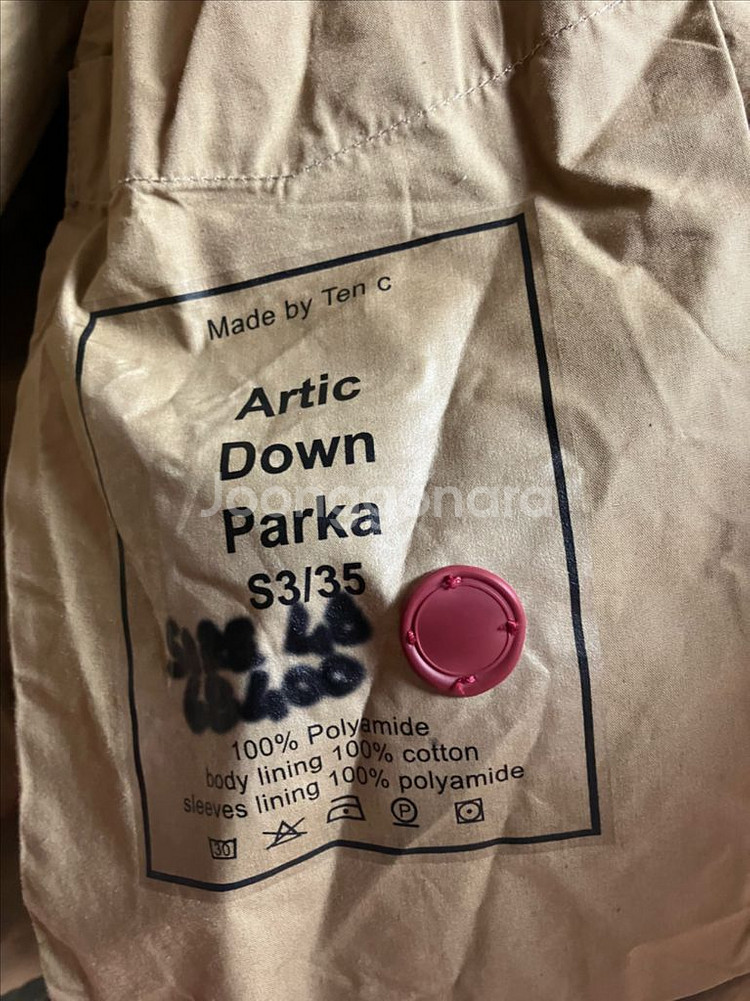 Made by Ten c
Artic
Down
Parka
Joonggonara
S3/35
100% Polyamide
body lining 100% cotton
sleeves lining 100% polyamide
30
P